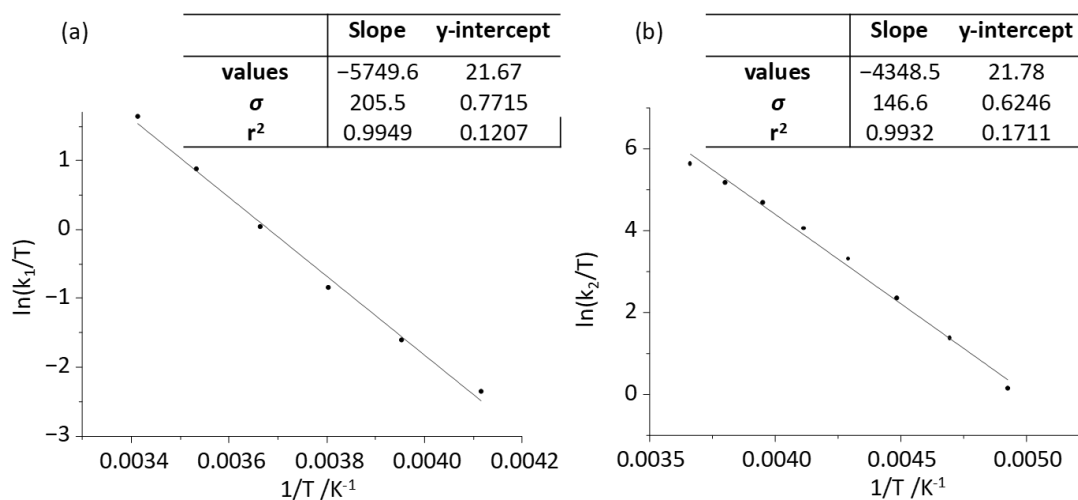 (a)
Slope y-intercept
values −5749.6 21.67
σ 205.5 0.7715
r² 0.9949 0.1207
1
0
−1
−2
−3
ln(k₁/T)
0.0034 0.0036 0.0038 0.0040 0.0042
1/T /K⁻¹
(b)
Slope y-intercept
values −4348.5 21.78
σ 146.6 0.6246
r² 0.9932 0.1711
6
4
2
0
ln(k₂/T)
0.0035 0.0040 0.0045 0.0050
1/T /K⁻¹